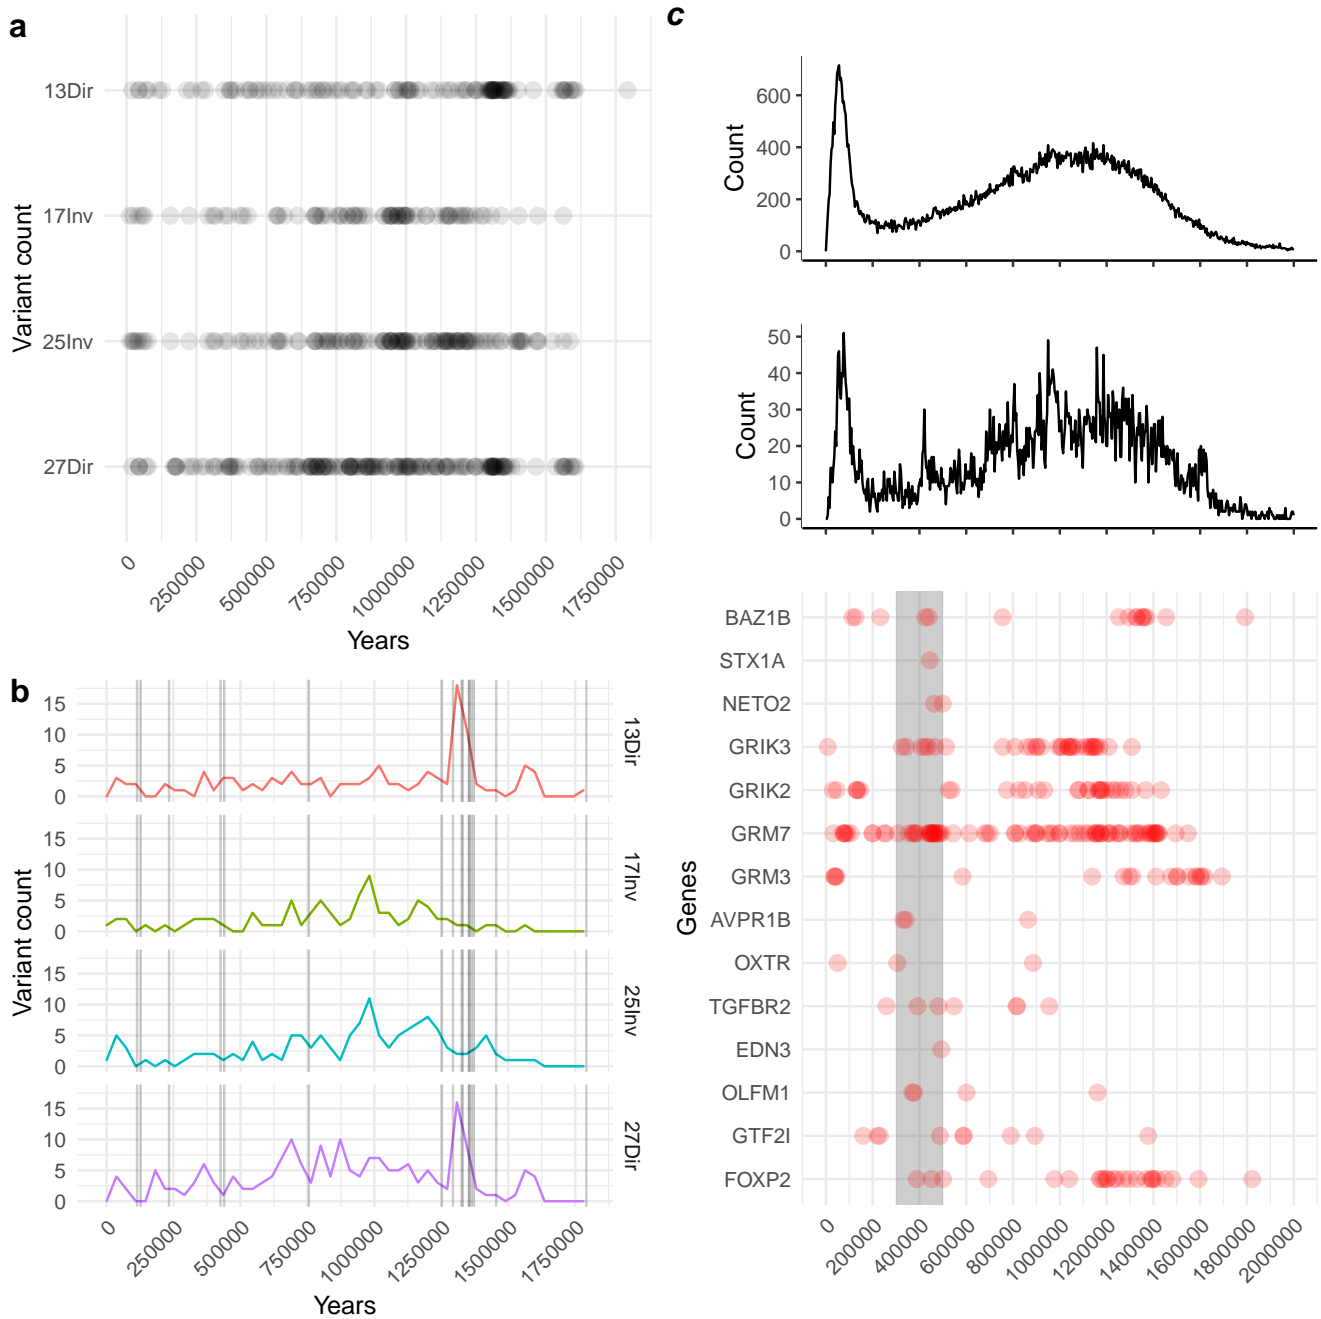 a
Variant count
13Dir
17Inv
25Inv
27Dir
0
250000
500000
750000
1000000
1250000
1500000
1750000
Years
b
Variant count
15
10
5
0
13Dir
15
10
5
0
17Inv
15
10
5
0
25Inv
15
10
5
0
27Dir
0
250000
500000
750000
1000000
1250000
1500000
1750000
Years
c
Count
600
400
200
0
Count
50
40
30
20
10
0
Genes
BAZ1B
STX1A
NETO2
GRIK3
GRIK2
GRM7
GRM3
AVPR1B
OXTR
TGFBR2
EDN3
OLFM1
GTF2I
FOXP2
0
200000
400000
600000
800000
1000000
1200000
1400000
1600000
1800000
2000000